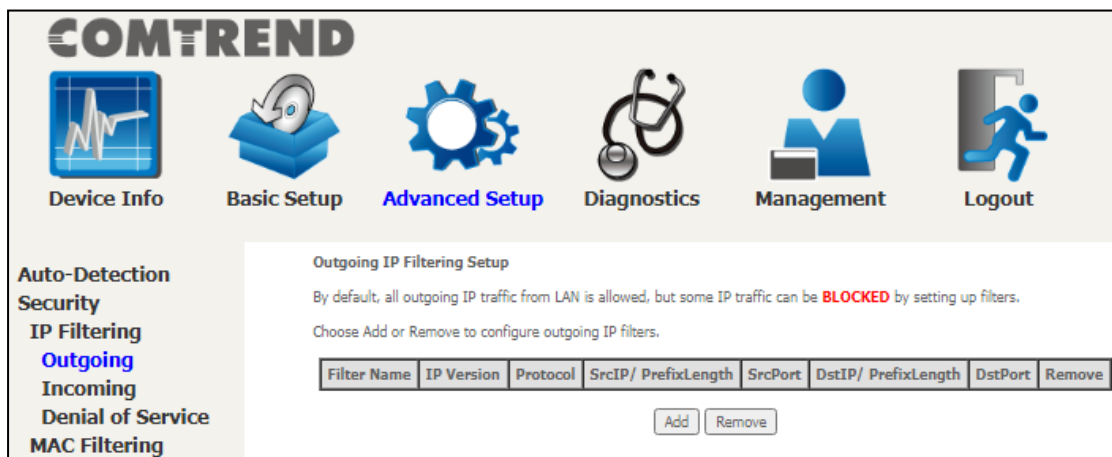 COMTREND
Device Info Basic Setup Advanced Setup Diagnostics Management Logout
Auto-Detection
Security
IP Filtering
Outgoing
Incoming
Denial of Service
MAC Filtering
Outgoing IP Filtering Setup
By default, all outgoing IP traffic from LAN is allowed, but some IP traffic can be BLOCKED by setting up filters.
Choose Add or Remove to configure outgoing IP filters.
Filter Name IP Version Protocol SrcIP/ PrefixLength SrcPort DstIP/ PrefixLength DstPort Remove
Add Remove